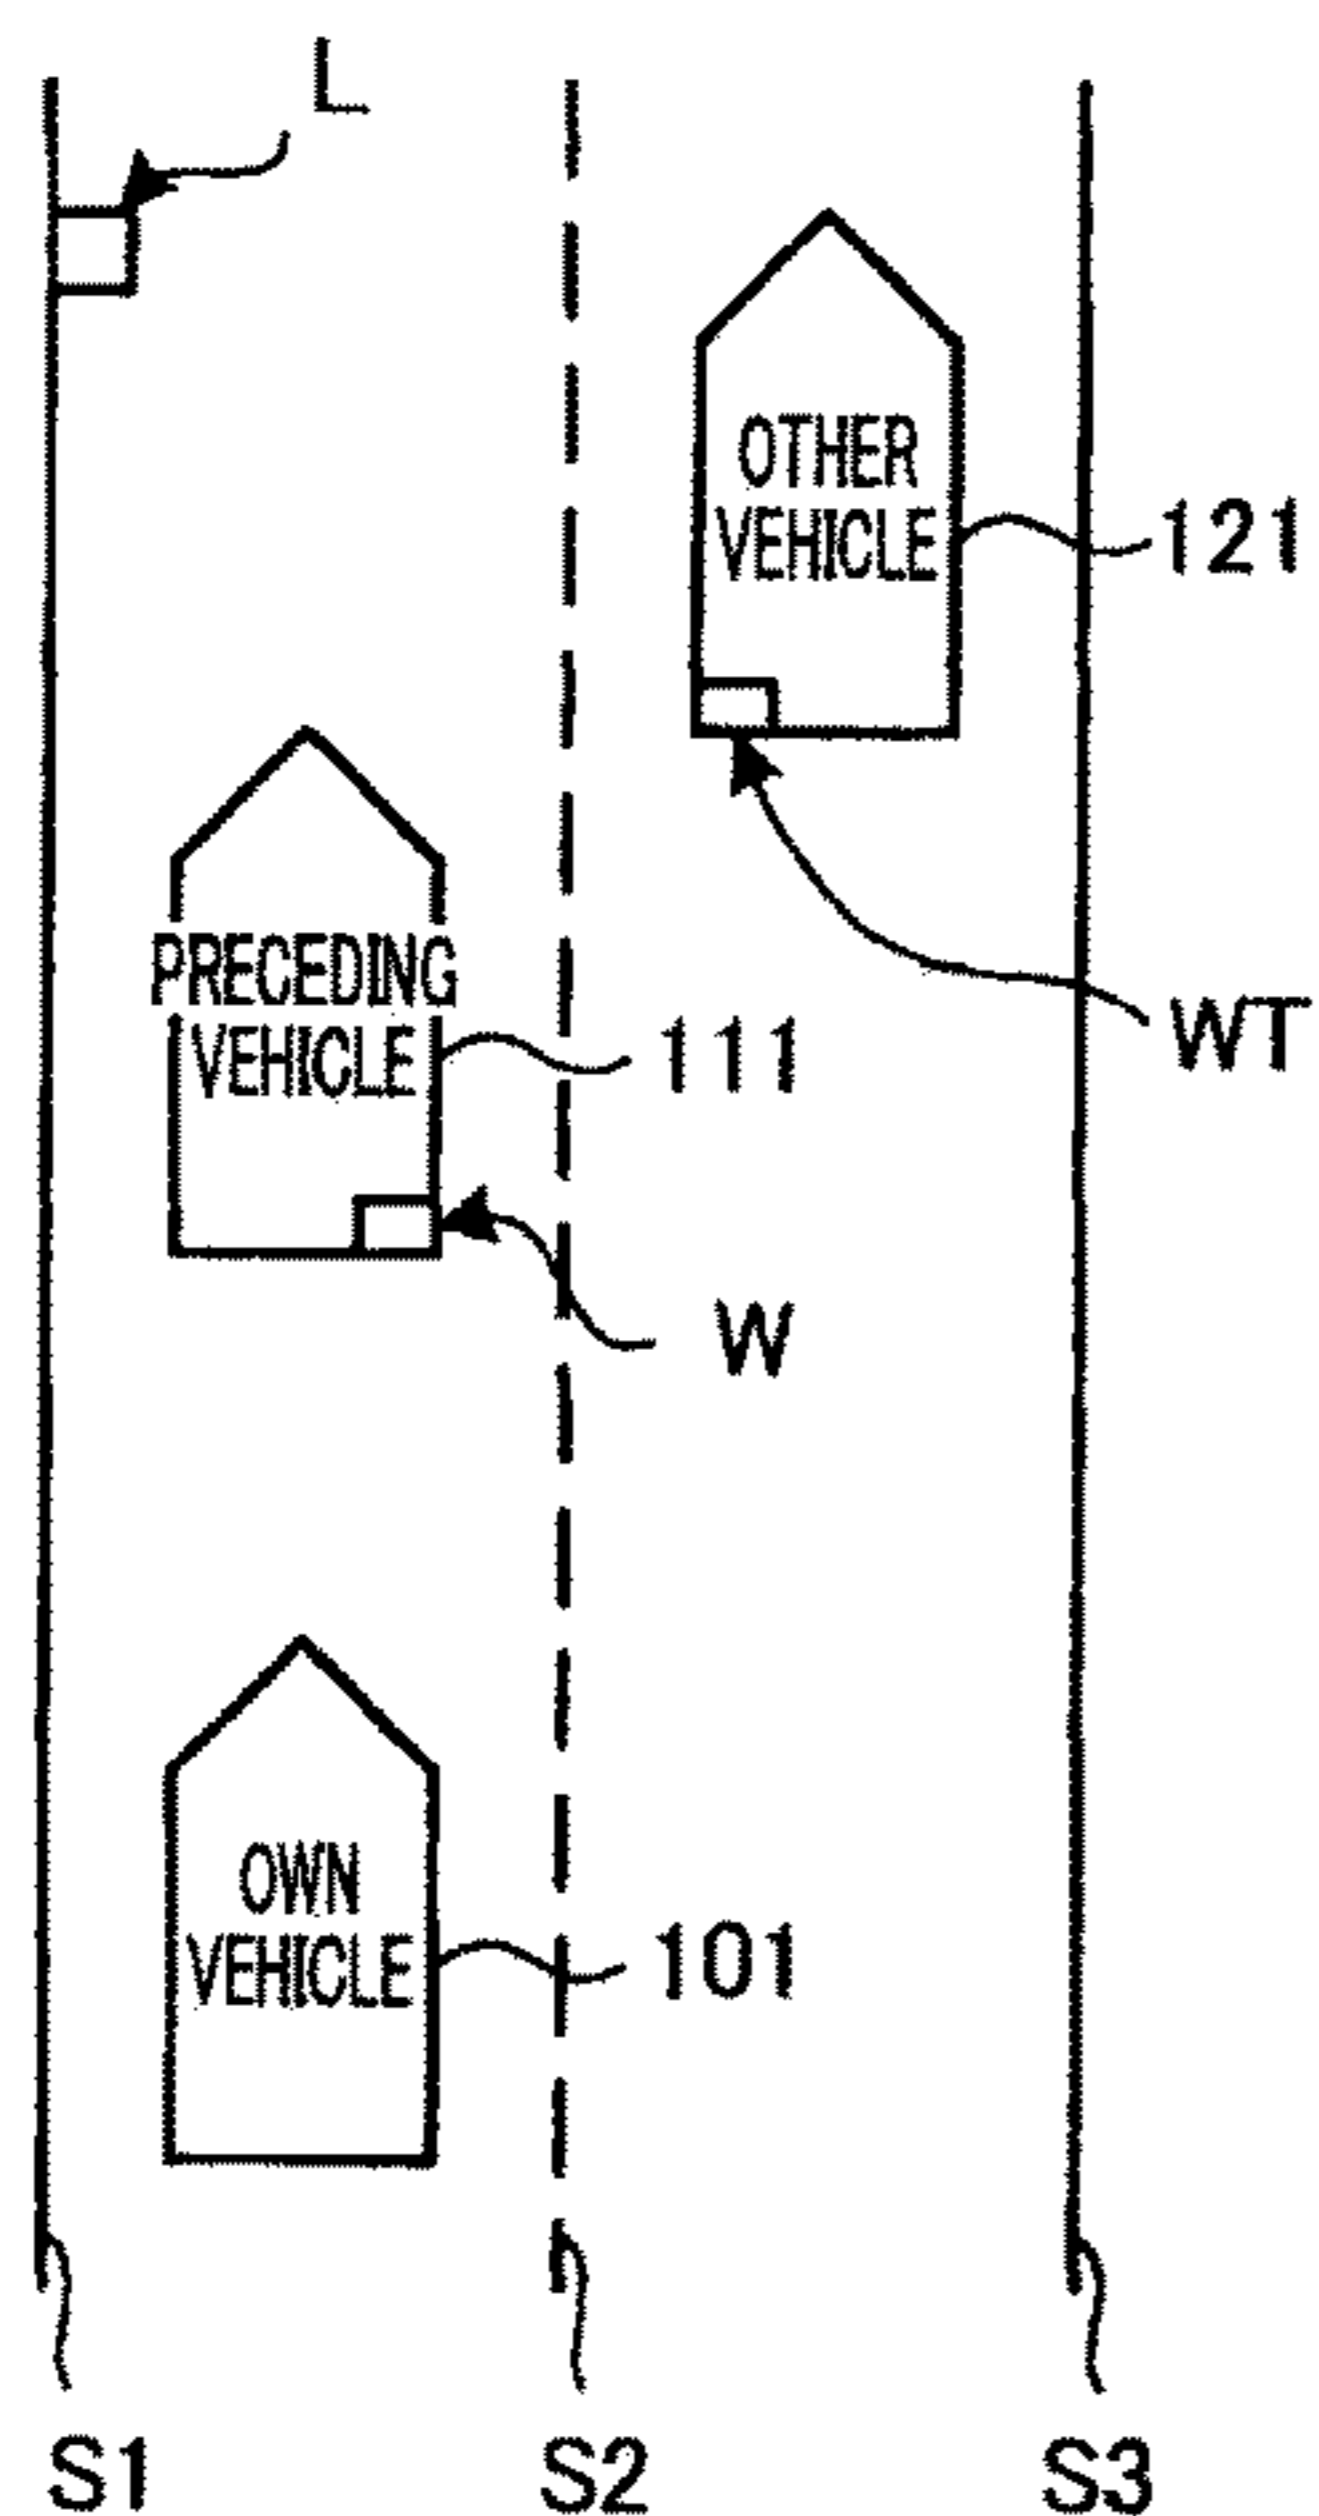 L
OTHER
VEHICLE
121
PRECEDING
VEHICLE
111
WT
W
OWN
VEHICLE
101
S1
S2
S3